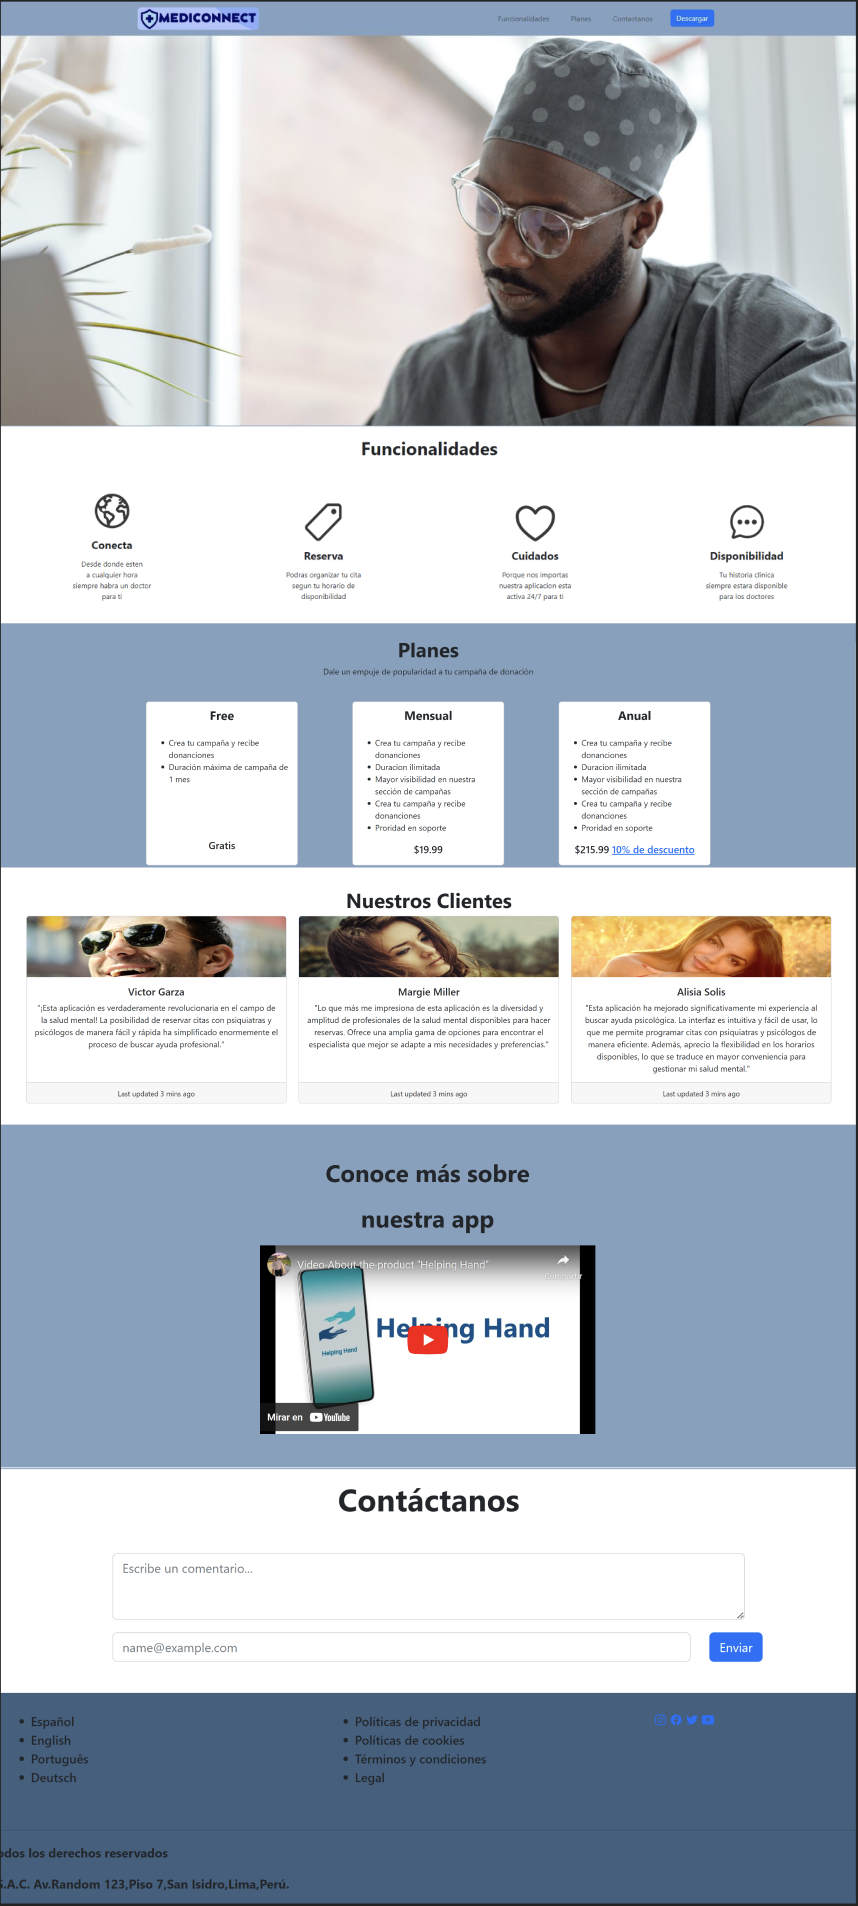 MEDICONNECT
Funcionalidades Planes Contactanos Descargar
Funcionalidades
Conecta
Desde donde esten
a cualquier hora
siempre habra un doctor
para ti
Reserva
Podras organizar tu cita
segun tu horario de
disponibilidad
Cuidados
Porque nos importas
nuestra aplicacion esta
activa 24/7 para ti
Disponibilidad
Tu historia clinica
siempre estara disponible
para los doctores
Planes
Dale un empuje de popularidad a tu campaña de donación
Free
Crea tu campaña y recibe
donanciones
Duración máxima de campaña de
1 mes
Gratis
Mensual
Crea tu campaña y recibe
donanciones
Duracion ilimitada
Mayor visibilidad en nuestra
sección de campañas
Crea tu campaña y recibe
donanciones
Proridad en soporte
$19.99
Anual
Crea tu campaña y recibe
donanciones
Duracion ilimitada
Mayor visibilidad en nuestra
sección de campañas
Crea tu campaña y recibe
donanciones
Proridad en soporte
$215.99 10% de descuento
Nuestros Clientes
Victor Garza
"¡Esta aplicación es verdaderamente revolucionaria en el campo de
la salud mental! La posibilidad de reservar citas con psiquiatras y
psicólogos de manera fácil y rápida ha simplificado enormemente el
proceso de buscar ayuda profesional."
Last updated 3 mins ago
Margie Miller
"Lo que más me impresiona de esta aplicación es la diversidad y
amplitud de profesionales de la salud mental disponibles para hacer
reservas. Ofrece una amplia gama de opciones para encontrar el
especialista que mejor se adapte a mis necesidades y preferencias."
Last updated 3 mins ago
Alisia Solis
"Esta aplicación ha mejorado significativamente mi experiencia al
buscar ayuda psicológica. La interfaz es intuitiva y fácil de usar, lo
que me permite programar citas con psiquiatras y psicólogos de
manera eficiente. Además, aprecio la flexibilidad en los horarios
disponibles, lo que se traduce en mayor conveniencia para
gestionar mi salud mental."
Last updated 3 mins ago
Conoce más sobre
nuestra app
Video-About-the-product "Helping Hand"
Compartir
Helping Hand
Helping Hand
Mirar en YouTube
Contáctanos
Escribe un comentario...
name@example.com
Enviar
Español
English
Português
Deutsch
Políticas de privacidad
Políticas de cookies
Términos y condiciones
Legal
odos los derechos reservados
S.A.C. Av.Random 123,Piso 7,San Isidro,Lima,Perú.